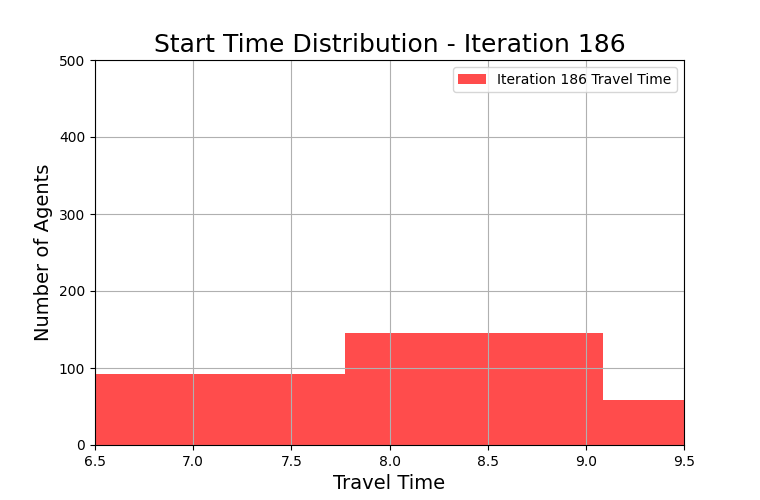 Start Time Distribution - Iteration 186
500
Iteration 186 Travel Time
400
300
200
100
0
Number of Agents
6.5 7.0 7.5 8.0 8.5 9.0 9.5
Travel Time